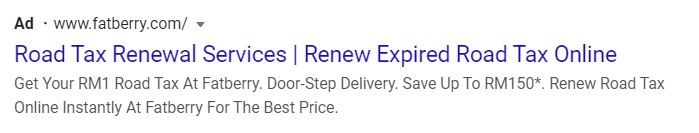 Ad · www.fatberry.com/
Road Tax Renewal Services | Renew Expired Road Tax Online
Get Your RM1 Road Tax At Fatberry. Door-Step Delivery. Save Up To RM150*. Renew Road Tax
Online Instantly At Fatberry For The Best Price.